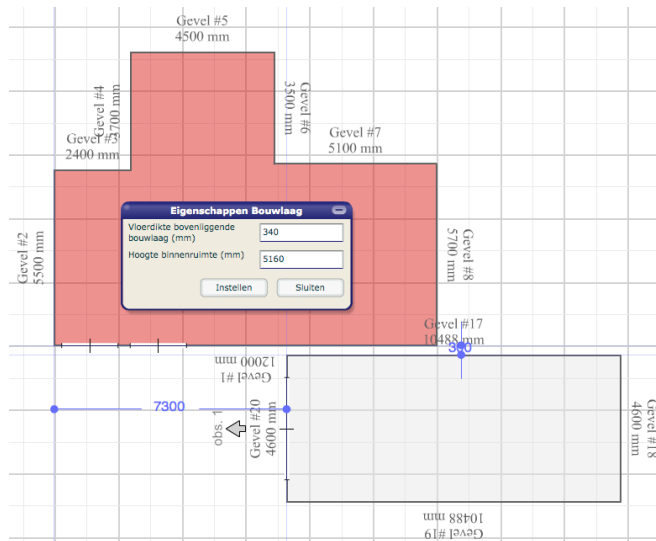 Gevel #5
4500 mm
Gevel #4
3700 mm
Gevel #6
3500 mm
Gevel #3
2400 mm
Gevel #7
5100 mm
Gevel #2
5500 mm
Eigenschappen Bouwlaag
Vloerdikte bovenliggende
bouwlaag (mm)
340
Hoogte binnenruimte (mm)
5160
Instellen
Sluiten
Gevel #8
5700 mm
Gevel #17
10488 mm
300
Gevel #1
12000 mm
7300
obs. 1
Gevel #20
4600 mm
Gevel #18
4600 mm
Gevel #19
10488 mm